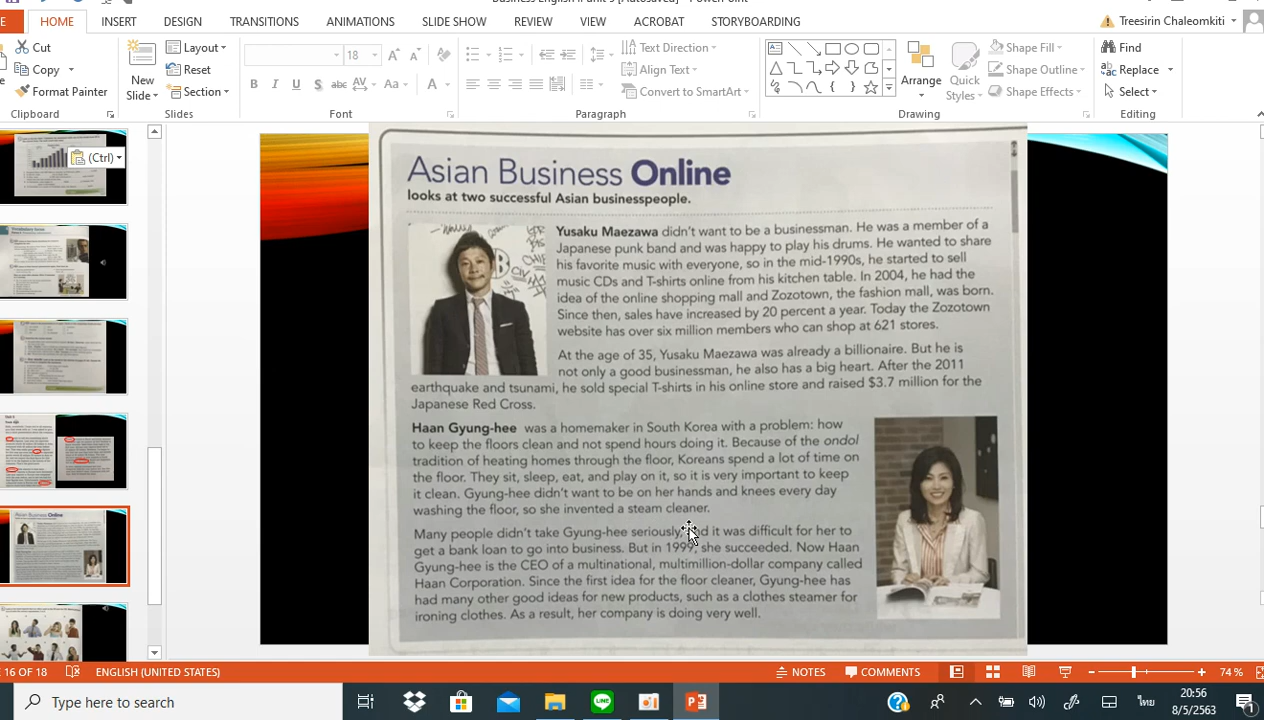 HOME INSERT DESIGN TRANSITIONS ANIMATIONS SLIDE SHOW REVIEW VIEW ACROBAT STORYBOARDING
Treesirin Chaleomkiti
Cut
Copy
Format Painter
Clipboard
New
Slide
Layout
Reset
Section
Slides
18
Font
Text Direction
Align Text
Convert to SmartArt
Paragraph
Arrange
Quick
Styles
Shape Fill
Shape Outline
Shape Effects
Drawing
Find
Replace
Select
Editing
(Ctrl)
Asian Business Online
looks at two successful Asian businesspeople.
Yusaku Maezawa didn't want to be a businessman. He was a member of a
Japanese punk band and was happy to play his drums. He wanted to share
his favorite music with everyone, so in the mid-1990s, he started to sell
music CDs and T-shirts online from his kitchen table. In 2004, he had the
idea of the online shopping mall and Zozotown, the fashion mall, was born.
Since then, sales have increased by 20 percent a year. Today the Zozotown
website has over six million members who can shop at 621 stores.
At the age of 35, Yusaku Maezawa was already a billionaire. But he is
not only a good businessman, he also has a big heart. After the 2011
earthquake and tsunami, he sold special T-shirts in his online store and raised $3.7 million for the
Japanese Red Cross.
Haan Gyung-hee was a homemaker in South Korea with a problem: how
to keep the floors clean and not spend hours doing it. Because of the ondol
tradition of heating homes through the floor, Koreans spend a lot of time on
the floor. They sit, sleep, eat, and play on it, so it is very important to keep
it clean. Gyung-hee didn't want to be on her hands and knees every day
washing the floor, so she invented a steam cleaner.
Many people didn't take Gyung-hee seriously, and it was difficult for her to
get a bank loan to go into business. But in 1999, she succeeded. Now Haan
Gyung-hee is the CEO of a multinational, multimillion-dollar company called
Haan Corporation. Since the first idea for the floor cleaner, Gyung-hee has
had many other good ideas for new products, such as a clothes steamer for
ironing clothes. As a result, her company is doing very well.
16 OF 18 ENGLISH (UNITED STATES) NOTES COMMENTS 74 %
Type here to search
ไทย
20:56
8/5/2563